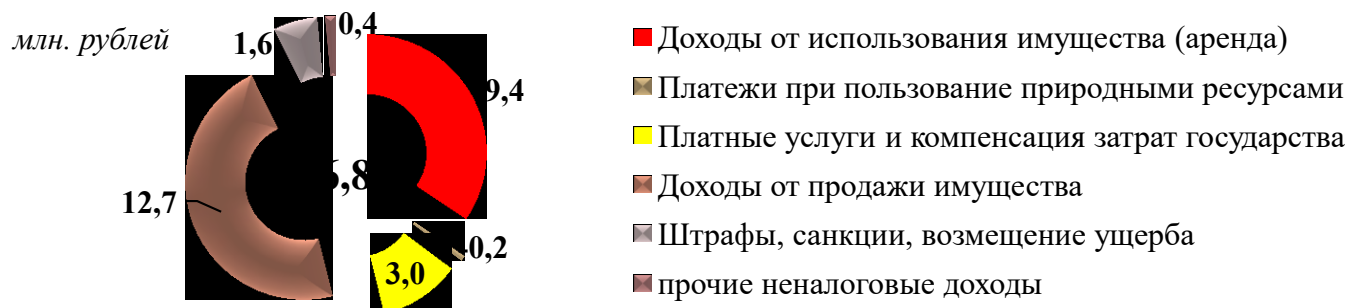 млн. рублей
1,6
0,4
9,4
6,8
12,7
0,2
3,0
Доходы от использования имущества (аренда)
Платежи при пользование природными ресурсами
Платные услуги и компенсация затрат государства
Доходы от продажи имущества
Штрафы, санкции, возмещение ущерба
прочие неналоговые доходы